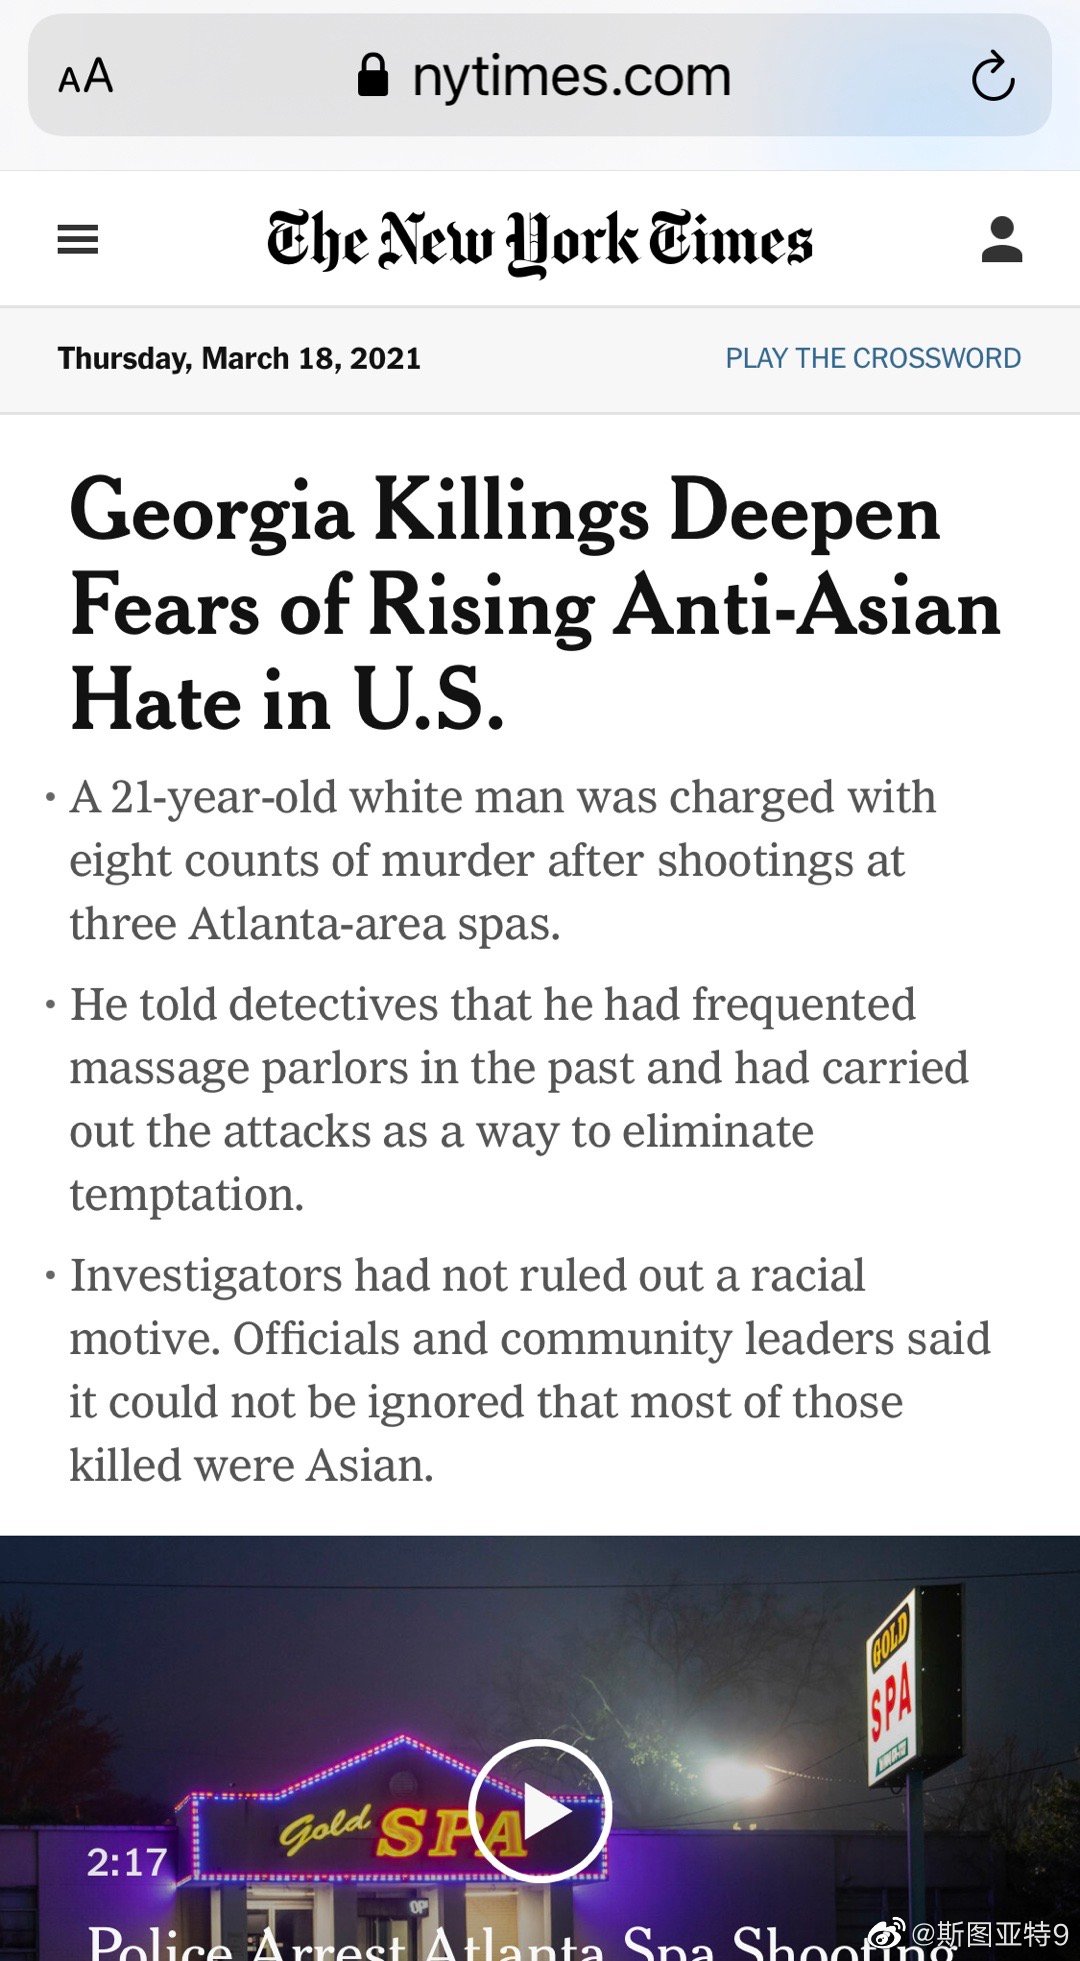 AA nytimes.com
The New York Times
Thursday, March 18, 2021 PLAY THE CROSSWORD
Georgia Killings Deepen
Fears of Rising Anti-Asian
Hate in U.S.
• A 21-year-old white man was charged with
eight counts of murder after shootings at
three Atlanta-area spas.
• He told detectives that he had frequented
massage parlors in the past and had carried
out the attacks as a way to eliminate
temptation.
• Investigators had not ruled out a racial
motive. Officials and community leaders said
it could not be ignored that most of those
killed were Asian.
GOLD
SPA
Gold SPA
2:17
OP
Police Arrest Atlanta Spa Shooting
@斯图亚特9